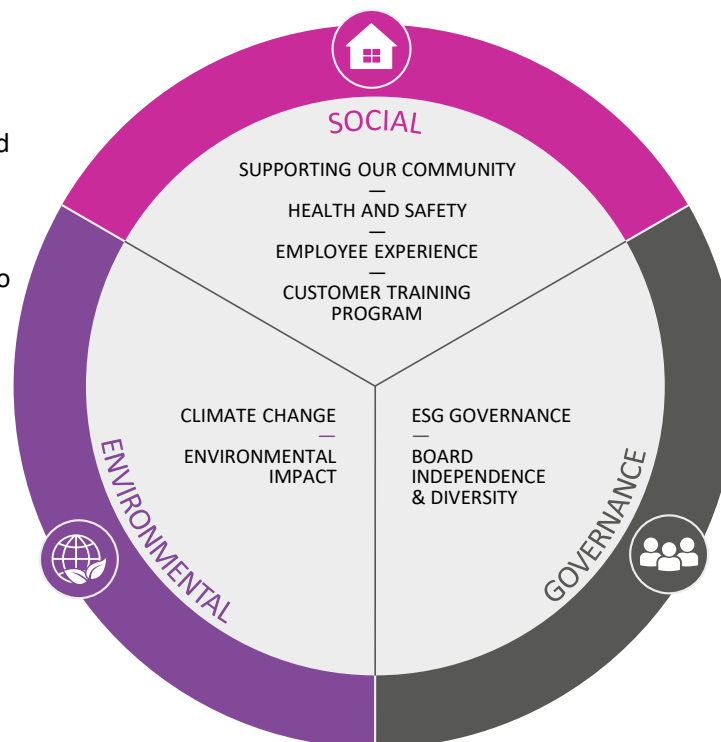 SOCIAL
SUPPORTING OUR COMMUNITY
—
HEALTH AND SAFETY
—
EMPLOYEE EXPERIENCE
—
CUSTOMER TRAINING
PROGRAM
CLIMATE CHANGE
—
ENVIRONMENTAL
IMPACT
ENVIRONMENTAL
ESG GOVERNANCE
—
BOARD
INDEPENDENCE
& DIVERSITY
GOVERNANCE